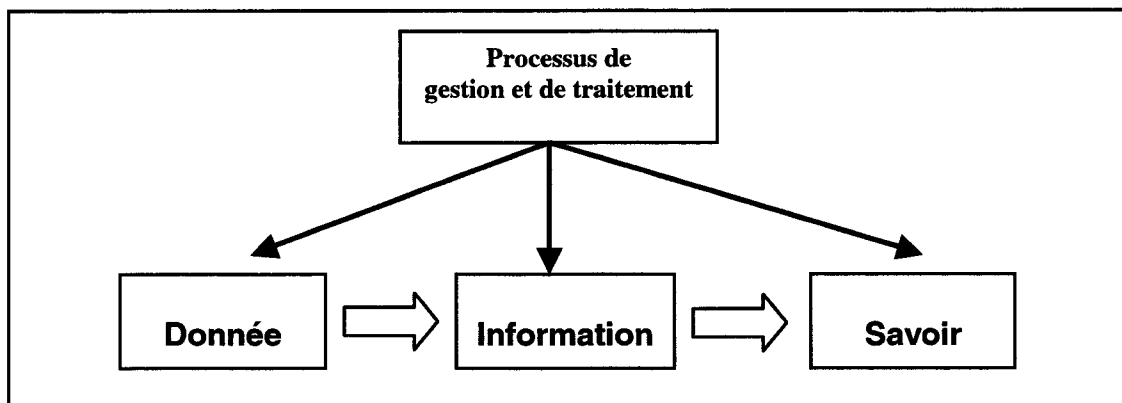 Processus de
gestion et de traitement
Donnée
Information
Savoir